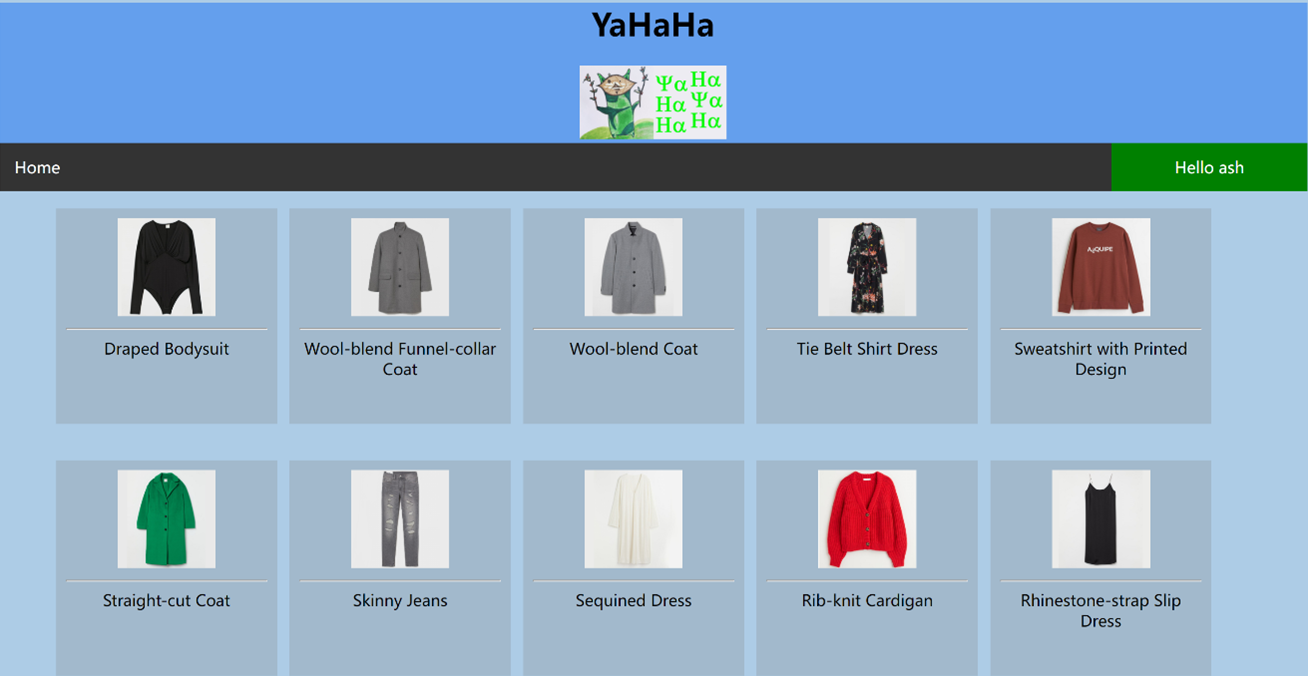 YaHaHa
Ψα Ηα
Ηα Ψα
Ηα Ηα
Home
Hello ash
A₂QUIPE
Draped Bodysuit
Wool-blend Funnel-collar
Coat
Wool-blend Coat
Tie Belt Shirt Dress
Sweatshirt with Printed
Design
Straight-cut Coat
Skinny Jeans
Sequined Dress
Rib-knit Cardigan
Rhinestone-strap Slip
Dress